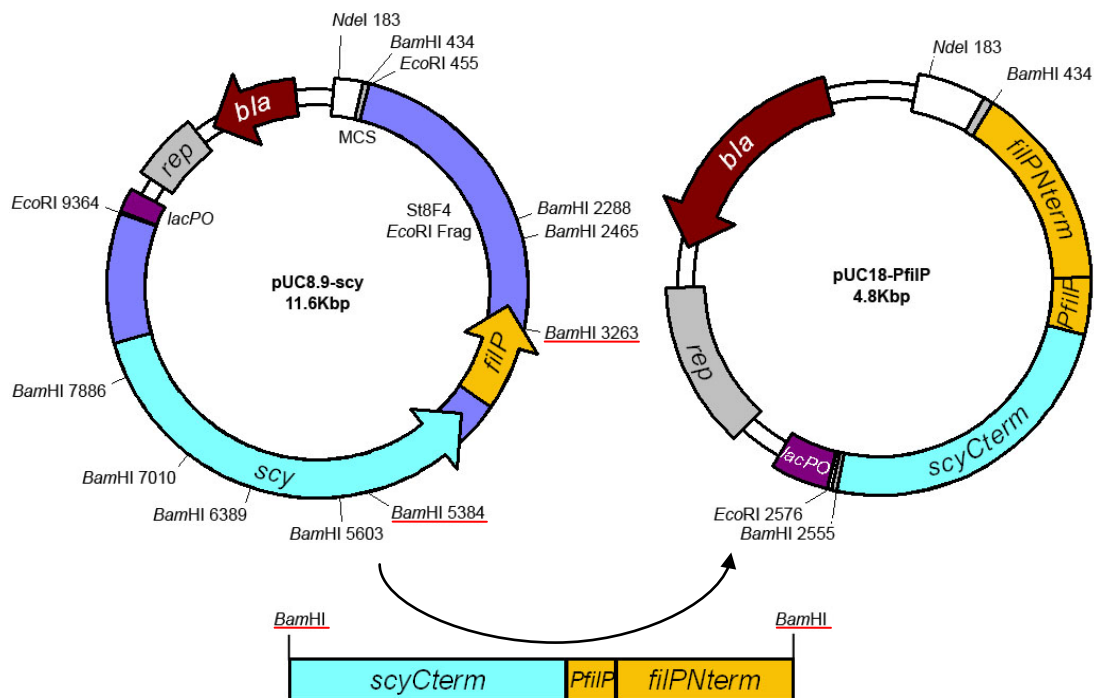 NdeI 183
BamHI 434
EcoRI 455
bla
MCS
rep
EcoRI 9364
lacPO
St8F4
EcoRI Frag
BamHI 2288
BamHI 2465
pUC8.9-scy
11.6Kbp
BamHI 3263
filP
BamHI 7886
scy
BamHI 7010
BamHI 6389
BamHI 5384
BamHI 5603
NdeI 183
BamHI 434
bla
filPNterm
pUC18-PfilP
4.8Kbp
PfilP
rep
scyCterm
lacPO
EcoRI 2576
BamHI 2555
BamHI
BamHI
scyCterm
PfilP
filPNterm